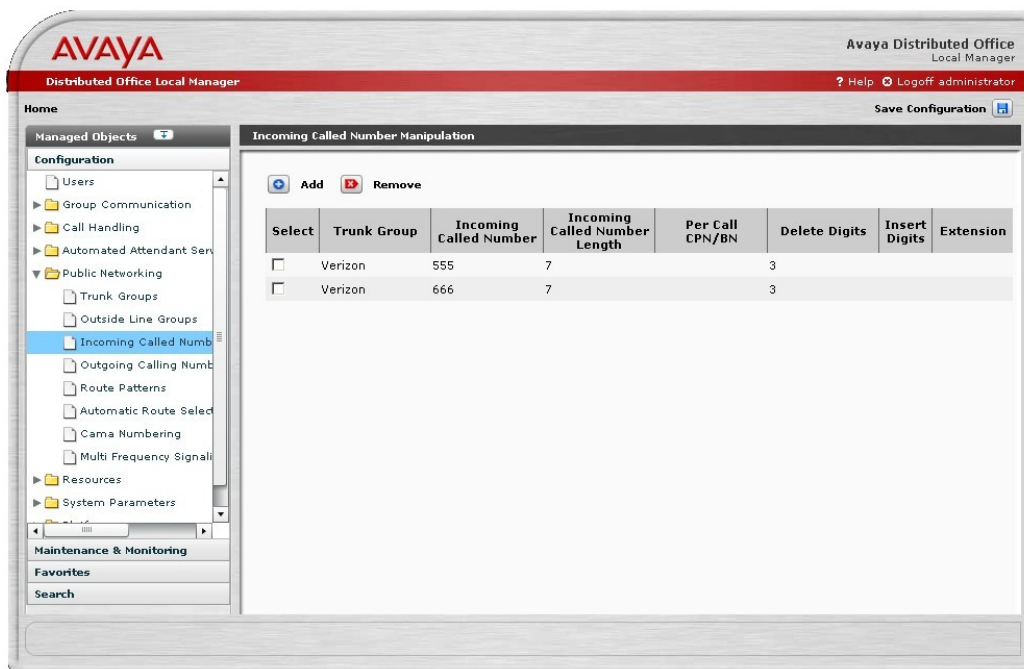 AVAYA
Avaya Distributed Office
Local Manager
Distributed Office Local Manager
? Help Logoff administrator
Home
Save Configuration
Managed Objects
Incoming Called Number Manipulation
Configuration
Users
Group Communication
Call Handling
Automated Attendant Serv
Public Networking
Trunk Groups
Outside Line Groups
Incoming Called Numb
Outgoing Calling Numb
Route Patterns
Automatic Route Select
Cama Numbering
Multi Frequency Signali
Resources
System Parameters
Maintenance & Monitoring
Favorites
Search
Add Remove
Select Trunk Group Incoming Called Number Incoming Called Number Length Per Call CPN/BN Delete Digits Insert Digits Extension
Verizon 555 7 3
Verizon 666 7 3